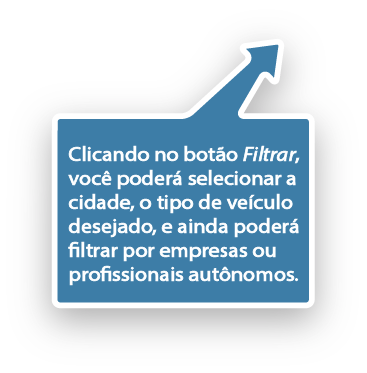 Clicando no botão Filtrar,
você poderá selecionar a
cidade, o tipo de veículo
desejado, e ainda poderá
filtrar por empresas ou
profissionais autônomos.